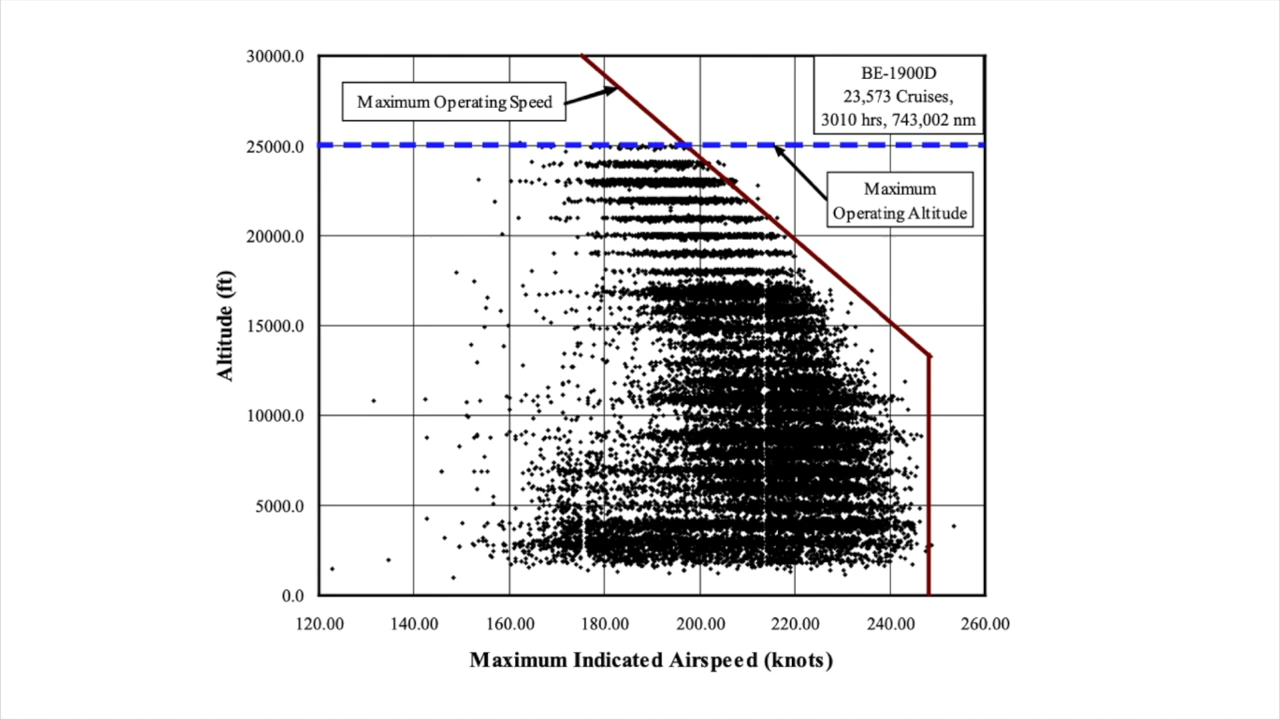 30000.0
25000.0
20000.0
15000.0
10000.0
5000.0
0.0
Altitude (ft)
Maximum Operating Speed
BE-1900D
23,573 Cruises,
3010 hrs, 743,002 nm
Maximum
Operating Altitude
120.00 140.00 160.00 180.00 200.00 220.00 240.00 260.00
Maximum Indicated Airspeed (knots)